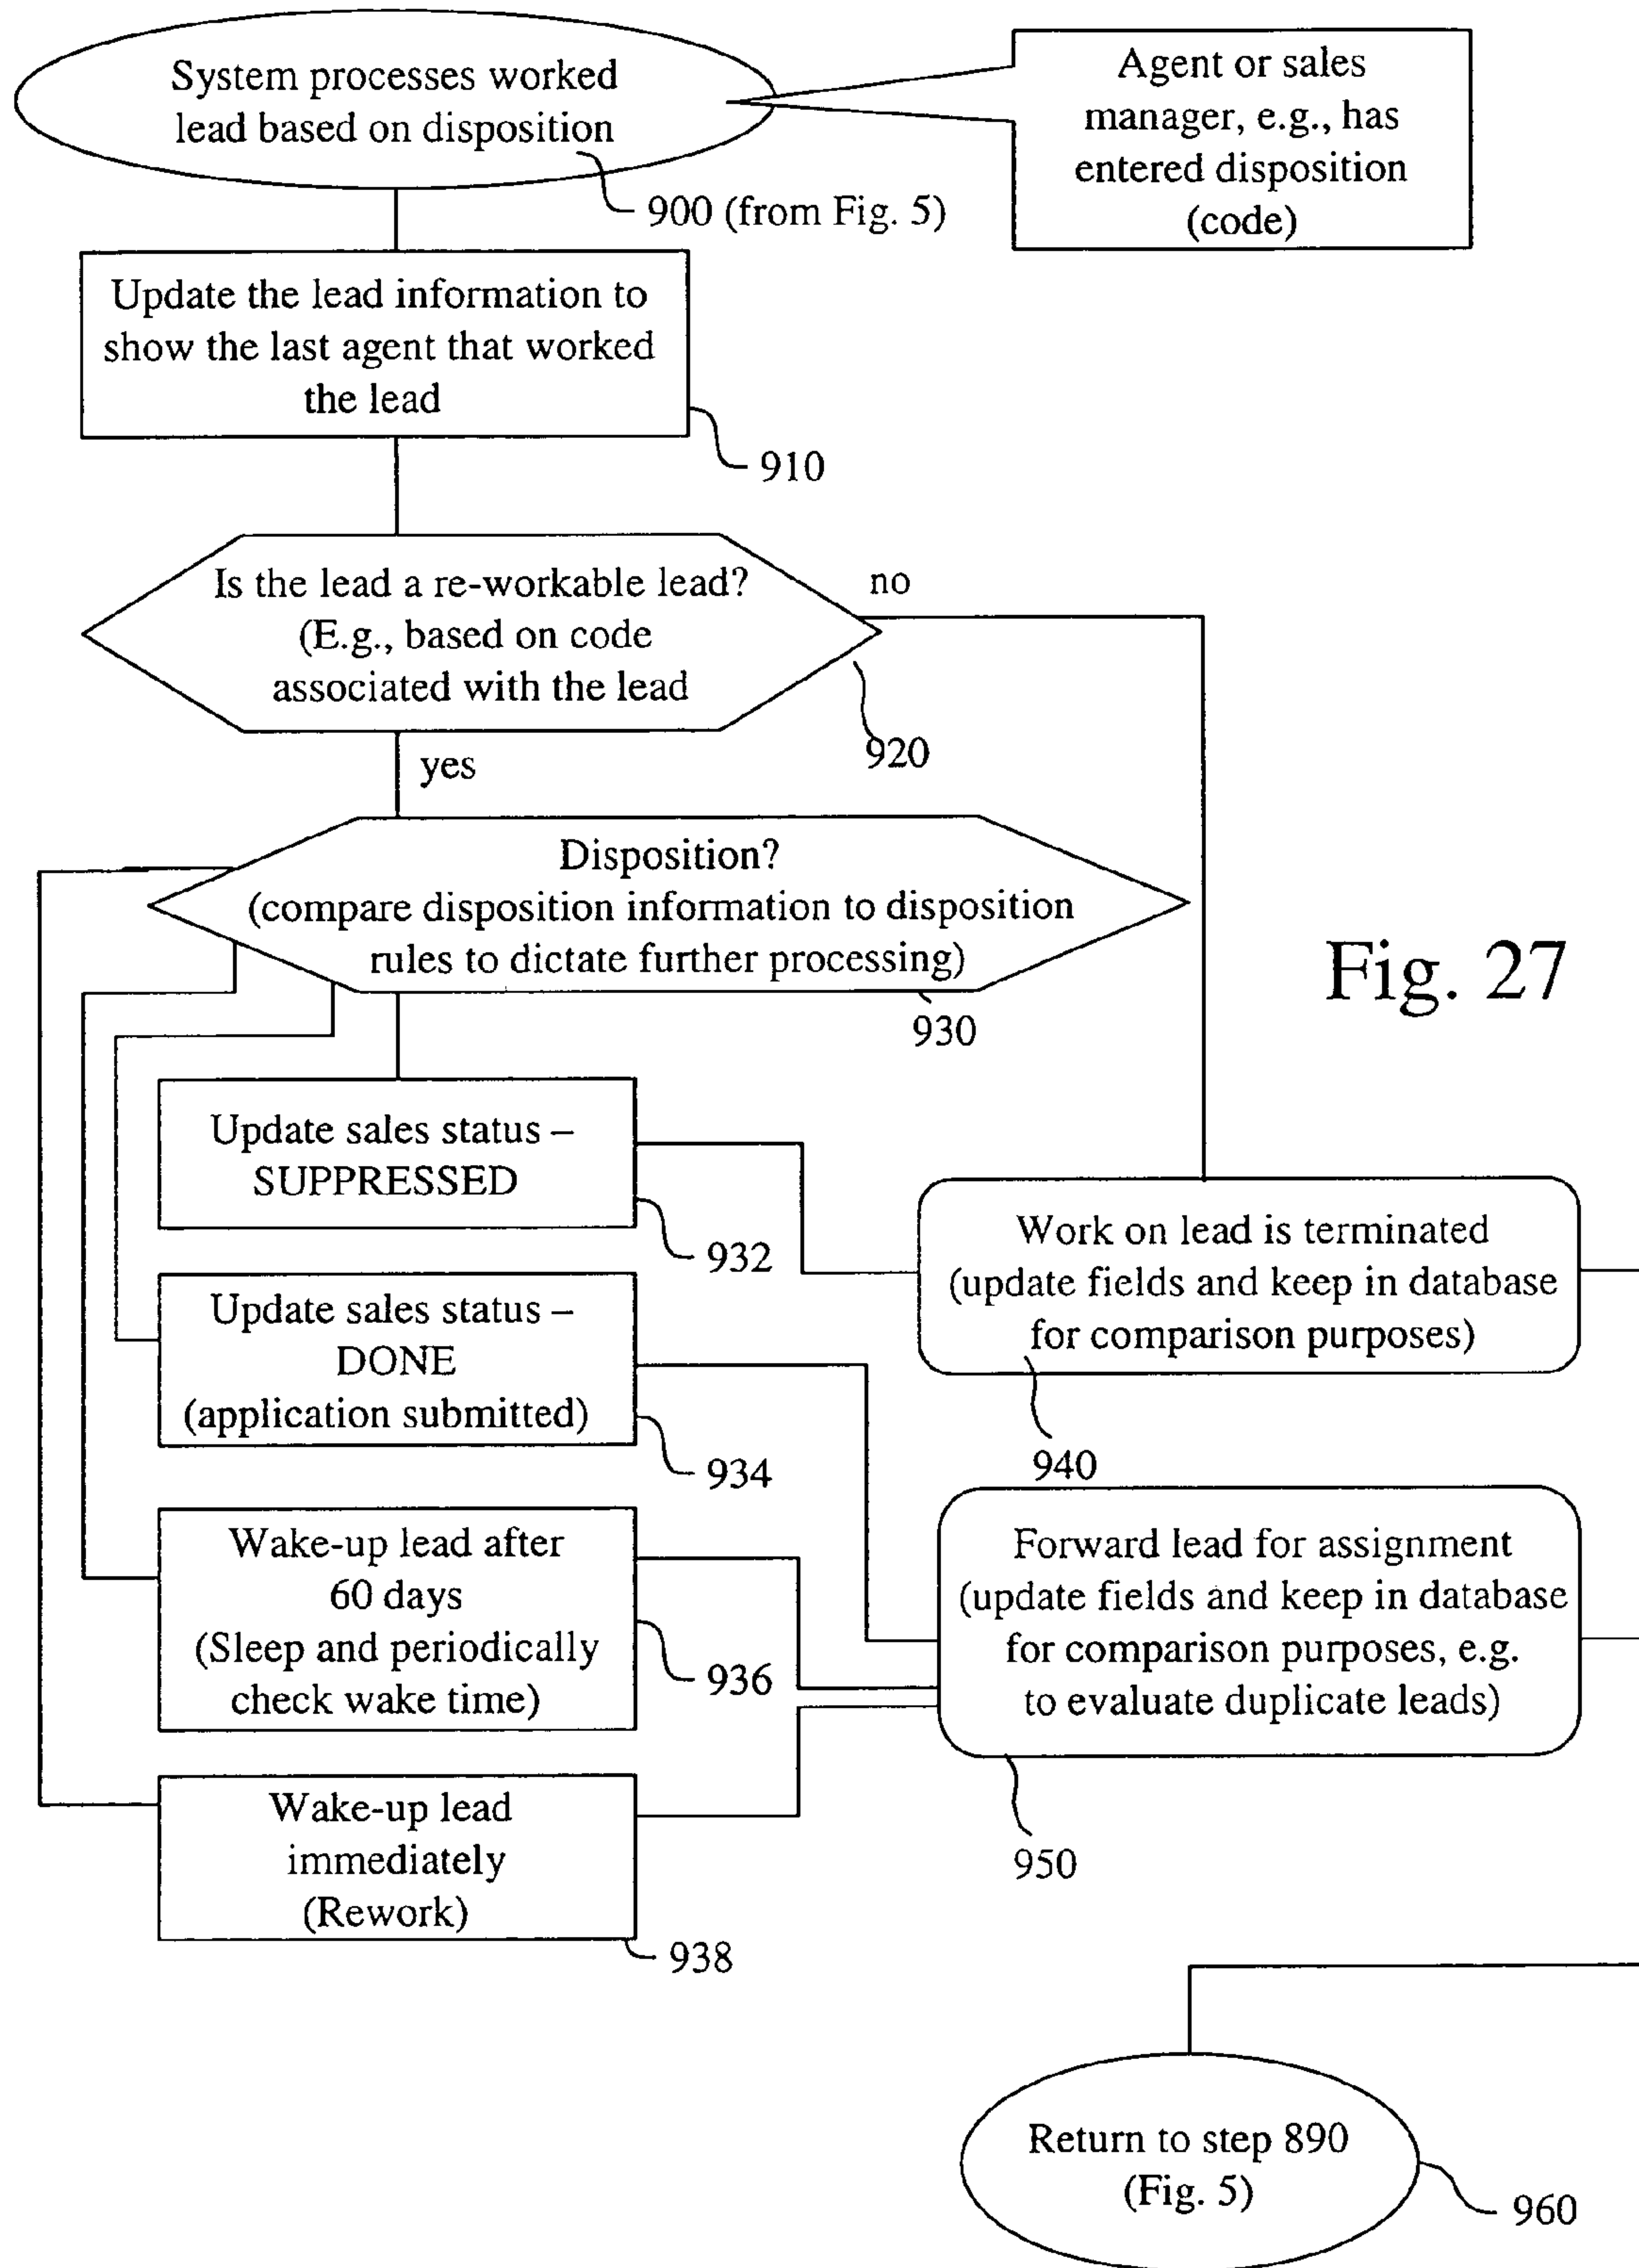 System processes worked
lead based on disposition
900 (from Fig. 5)
Agent or sales
manager, e.g., has
entered disposition
(code)
Update the lead information to
show the last agent that worked
the lead
910
Is the lead a re-workable lead?
(E.g., based on code
associated with the lead
no
920
yes
Disposition?
(compare disposition information to disposition
rules to dictate further processing)
930
Fig. 27
Update sales status –
SUPPRESSED
932
Work on lead is terminated
(update fields and keep in database
for comparison purposes)
940
Update sales status –
DONE
(application submitted)
934
Wake-up lead after
60 days
(Sleep and periodically
check wake time)
936
Forward lead for assignment
(update fields and keep in database
for comparison purposes, e.g.
to evaluate duplicate leads)
950
Wake-up lead
immediately
(Rework)
938
Return to step 890
(Fig. 5)
960